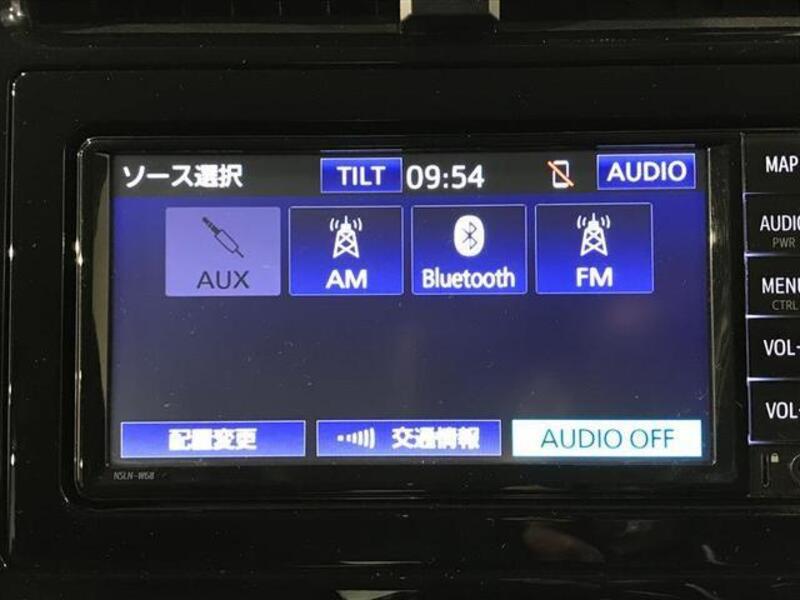 ソース選択 TILT 09:54 AUDIO
AUX AM Bluetooth FM
配置変更 交通情報 AUDIO OFF
NSLN-W68
MAP
AUDIO
PWR
MENU
CTRL
VOL-
VOL-